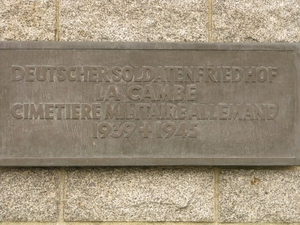 DEUTSCHER SOLDATENFRIEDHOF
LA CAMBE
CIMETIERE MILITAIRE ALLEMAND
1939 + 1945